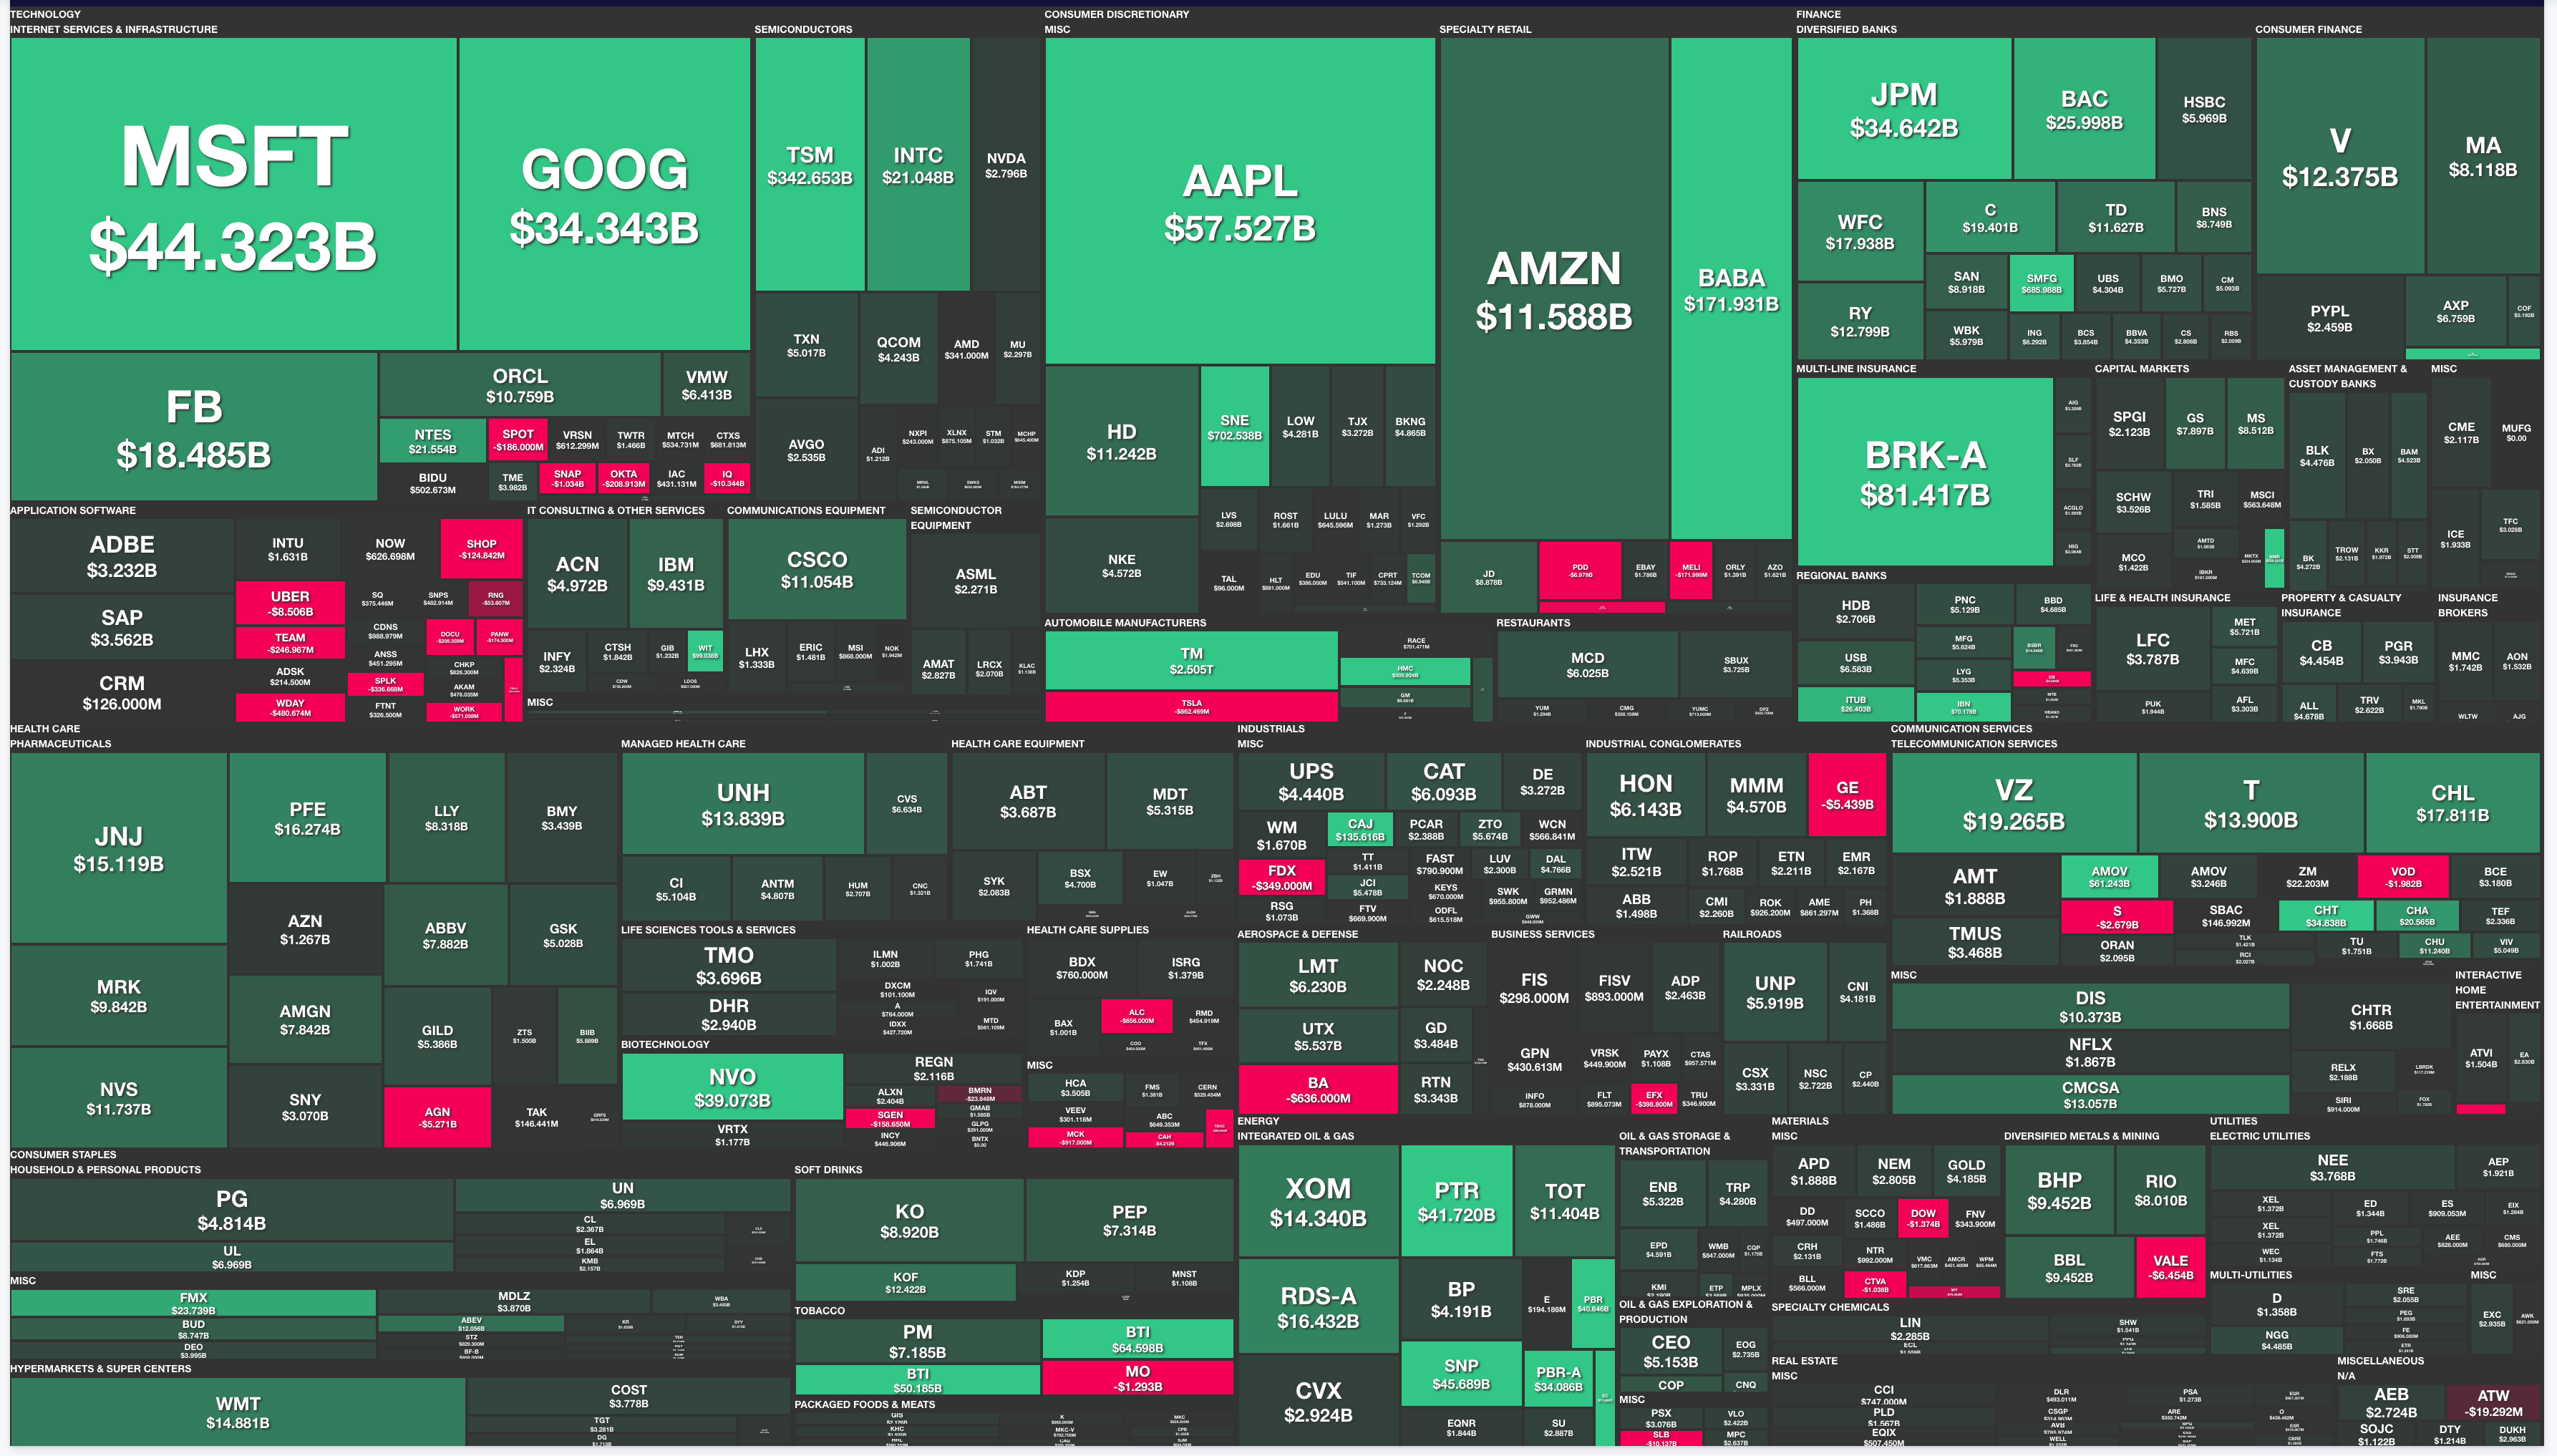 TECHNOLOGY
INTERNET SERVICES & INFRASTRUCTURE
MSFT
$44.323B
GOOG
$34.343B
FB
$18.485B
ORCL
$10.759B
VMW
$6.413B
NTES
$21.554B
SPOT
-$186.000M
VRSN
$612.299M
TWTR
$1.466B
MTCH
$534.731M
CTXS
$681.813M
BIDU
$502.673M
TME
$3.982B
SNAP
-$1.034B
OKTA
-$208.913M
IAC
$431.131M
IQ
-$10.344B
SEMICONDUCTORS
TSM
$342.653B
INTC
$21.048B
NVDA
$2.796B
TXN
$5.017B
QCOM
$4.243B
AMD
$341.000M
MU
$2.297B
AVGO
$2.535B
ADI
$1.212B
NXPI
$243.000M
XLNX
$875.105M
STM
$1.032B
MCHP
APPLICATION SOFTWARE
ADBE
$3.232B
SAP
$3.562B
CRM
$126.000M
INTU
$1.631B
NOW
$626.698M
SHOP
-$124.842M
UBER
-$8.506B
SQ
$375.446M
SNPS
$482.914M
RNG
-$53.607M
TEAM
-$246.967M
CDNS
$988.979M
DOCU
PANW
ADSK
$214.500M
ANSS
$451.295M
CHKP
$826.300M
WDAY
-$480.674M
SPLK
-$336.668M
AKAM
$478.035M
FTNT
$326.500M
WORK
-$571.058M
IT CONSULTING & OTHER SERVICES
ACN
$4.972B
IBM
$9.431B
INFY
$2.324B
CTSH
$1.842B
GIB
$1.232B
WIT
$99.038B
CDW
LDOS
MISC
COMMUNICATIONS EQUIPMENT
CSCO
$11.054B
LHX
$1.333B
ERIC
$1.481B
MSI
$868.000M
NOK
$1.942M
SEMICONDUCTOR
EQUIPMENT
ASML
$2.271B
AMAT
$2.827B
LRCX
$2.070B
KLAC
CONSUMER DISCRETIONARY
MISC
AAPL
$57.527B
HD
$11.242B
SNE
$702.538B
LOW
$4.281B
TJX
$3.272B
BKNG
$4.865B
NKE
$4.572B
LVS
$2.698B
ROST
$1.661B
LULU
$645.596M
MAR
$1.273B
VFC
$1.292B
TAL
$96.000M
HLT
$881.000M
EDU
TIF
$541.100M
CPRT
$733.124M
TCOM
SPECIALTY RETAIL
AMZN
$11.588B
BABA
$171.931B
JD
$8.878B
PDD
-$6.979B
EBAY
$1.786B
MELI
-$171.999M
ORLY
$1.391B
AZO
$1.621B
AUTOMOBILE MANUFACTURERS
TM
$2.505T
TSLA
-$862.469M
RACE
$701.471M
HMC
GM
RESTAURANTS
MCD
$6.025B
SBUX
$3.725B
YUM
CMG
YUMC
DPZ
FINANCE
DIVERSIFIED BANKS
JPM
$34.642B
BAC
$25.998B
HSBC
$5.969B
WFC
$17.938B
C
$19.401B
TD
$11.627B
BNS
$8.749B
RY
$12.799B
SAN
$8.918B
SMFG
$685.988B
UBS
$4.304B
BMO
$5.727B
CM
$5.093B
WBK
$5.979B
ING
$6.292B
BCS
$3.854B
BBVA
$4.353B
CS
$2.806B
RBS
CONSUMER FINANCE
V
$12.375B
MA
$8.118B
PYPL
$2.459B
AXP
$6.759B
COF
MULTI-LINE INSURANCE
BRK-A
$81.417B
AIG
SLF
ACGLO
HIG
CAPITAL MARKETS
SPGI
$2.123B
GS
$7.897B
MS
$8.512B
SCHW
$3.526B
TRI
$1.585B
MSCI
$563.648M
MCO
$1.422B
AMTD
IBKR
MKTX
ASSET MANAGEMENT &
CUSTODY BANKS
BLK
$4.476B
BX
$2.050B
BAM
$4.523B
BK
$4.272B
TROW
$2.131B
KKR
STT
MISC
CME
$2.117B
MUFG
$0.00
ICE
$1.933B
TFC
$3.028B
REGIONAL BANKS
HDB
$2.706B
PNC
$5.129B
BBD
$4.685B
USB
$6.583B
MFG
$5.824B
BSBR
LYG
$5.353B
DB
ITUB
$26.403B
IBN
$70.178B
LIFE & HEALTH INSURANCE
LFC
$3.787B
MET
$5.721B
MFC
$4.639B
PUK
$1.944B
AFL
$3.303B
PROPERTY & CASUALTY
INSURANCE
CB
$4.454B
PGR
$3.943B
ALL
$4.678B
TRV
$2.622B
MKL
INSURANCE
BROKERS
MMC
$1.742B
AON
$1.532B
WLTW
AJG
HEALTH CARE
PHARMACEUTICALS
JNJ
$15.119B
PFE
$16.274B
LLY
$8.318B
BMY
$3.439B
MRK
$9.842B
AZN
$1.267B
ABBV
$7.882B
GSK
$5.028B
NVS
$11.737B
AMGN
$7.842B
GILD
$5.386B
ZTS
$1.500B
BIIB
$5.889B
SNY
$3.070B
AGN
-$5.271B
TAK
$146.441M
GRFS
MANAGED HEALTH CARE
UNH
$13.839B
CVS
$6.634B
CI
$5.104B
ANTM
$4.807B
HUM
$2.707B
CNC
$1.321B
HEALTH CARE EQUIPMENT
ABT
$3.687B
MDT
$5.315B
SYK
$2.083B
BSX
$4.700B
EW
$1.047B
ZBH
LIFE SCIENCES TOOLS & SERVICES
TMO
$3.696B
DHR
$2.940B
ILMN
$1.002B
PHG
$1.741B
DXCM
$101.100M
A
$764.000M
IDXX
$427.720M
IQV
$191.000M
MTD
$561.109M
HEALTH CARE SUPPLIES
BDX
$760.000M
ISRG
$1.379B
BAX
$1.001B
ALC
-$656.000M
RMD
$454.919M
COO
TFX
BIOTECHNOLOGY
NVO
$39.073B
VRTX
$1.177B
REGN
$2.116B
ALXN
$2.404B
BMRN
-$23.848M
SGEN
-$158.650M
GMAB
$1.585B
GLPG
INCY
$446.906M
BNTX
$0.00
MISC
HCA
$3.505B
FMS
$1.381B
CERN
$529.454M
VEEV
$301.118M
ABC
$649.353M
MCK
-$917.000M
CAH
TDOC
INDUSTRIALS
MISC
UPS
$4.440B
CAT
$6.093B
DE
$3.272B
WM
$1.670B
CAJ
$135.616B
PCAR
$2.388B
ZTO
$5.674B
WCN
$566.841M
FDX
-$349.000M
TT
$1.411B
FAST
$790.900M
LUV
$2.300B
DAL
$4.766B
JCI
$5.478B
KEYS
$670.000M
SWK
$955.800M
GRMN
$952.486M
RSG
$1.073B
FTV
$669.900M
ODFL
$615.518M
GWW
INDUSTRIAL CONGLOMERATES
HON
$6.143B
MMM
$4.570B
GE
-$5.439B
ITW
$2.521B
ROP
$1.768B
ETN
$2.211B
EMR
$2.167B
ABB
$1.498B
CMI
$2.260B
ROK
$926.200M
AME
$861.297M
PH
$1.368B
AEROSPACE & DEFENSE
LMT
$6.230B
NOC
$2.248B
UTX
$5.537B
GD
$3.484B
BA
-$636.000M
RTN
$3.343B
BUSINESS SERVICES
FIS
$298.000M
FISV
$893.000M
ADP
$2.463B
GPN
$430.613M
VRSK
$449.900M
PAYX
$1.108B
CTAS
$957.571M
INFO
$878.000M
FLT
$895.073M
EFX
-$398.800M
TRU
$346.900M
RAILROADS
UNP
$5.919B
CNI
$4.181B
CSX
$3.331B
NSC
$2.722B
CP
$2.440B
COMMUNICATION SERVICES
TELECOMMUNICATION SERVICES
VZ
$19.265B
T
$13.900B
CHL
$17.811B
AMT
$1.888B
AMOV
$61.243B
AMOV
$3.246B
ZM
$22.203M
VOD
-$1.982B
BCE
$3.180B
TMUS
$3.468B
S
-$2.679B
SBAC
$146.992M
CHT
$34.838B
CHA
$20.565B
TEF
$2.336B
ORAN
$2.095B
TLK
$1.421B
RCI
$2.027B
TU
$1.751B
CHU
$11.240B
VIV
$5.049B
MISC
DIS
$10.373B
NFLX
$1.867B
CMCSA
$13.057B
CHTR
$1.668B
RELX
$2.188B
LBRDK
SIRI
$914.000M
FOX
INTERACTIVE
HOME
ENTERTAINMENT
ATVI
$1.504B
EA
CONSUMER STAPLES
HOUSEHOLD & PERSONAL PRODUCTS
PG
$4.814B
UL
$6.969B
UN
$6.969B
CL
$2.367B
EL
$1.864B
KMB
$2.157B
MISC
FMX
$23.739B
BUD
$8.747B
DEO
$3.995B
MDLZ
$3.870B
WBA
ABEV
$12.056B
STZ
BF-B
KR
SYY
HYPERMARKETS & SUPER CENTERS
WMT
$14.881B
COST
$3.778B
TGT
$3.281B
DG
SOFT DRINKS
KO
$8.920B
PEP
$7.314B
KOF
$12.422B
KDP
$1.254B
MNST
$1.108B
TOBACCO
PM
$7.185B
BTI
$64.598B
BTI
$50.185B
MO
-$1.293B
PACKAGED FOODS & MEATS
GIS
KHC
K
MKC-V
MKC
ENERGY
INTEGRATED OIL & GAS
XOM
$14.340B
PTR
$41.720B
TOT
$11.404B
RDS-A
$16.432B
BP
$4.191B
E
$194.186M
PBR
$40.646B
CVX
$2.924B
SNP
$45.689B
PBR-A
$34.086B
EQNR
$1.844B
SU
$2.887B
OIL & GAS STORAGE &
TRANSPORTATION
ENB
$5.322B
TRP
$4.280B
EPD
$4.591B
WMB
$847.000M
CQP
KMI
ETP
MPLX
OIL & GAS EXPLORATION &
PRODUCTION
CEO
$5.153B
EOG
$2.735B
COP
CNQ
MISC
PSX
$3.076B
VLO
$2.422B
SLB
-$10.137B
MPC
$2.637B
MATERIALS
MISC
APD
$1.888B
NEM
$2.805B
GOLD
$4.185B
DD
$497.000M
SCCO
$1.486B
DOW
-$1.374B
FNV
$343.900M
CRH
$2.131B
NTR
$992.000M
VMC
$617.663M
AMCR
WPM
BLL
$566.000M
CTVA
-$1.038B
DIVERSIFIED METALS & MINING
BHP
$9.452B
RIO
$8.010B
BBL
$9.452B
VALE
-$6.454B
SPECIALTY CHEMICALS
LIN
$2.285B
ECL
SHW
$1.541B
REAL ESTATE
MISC
CCI
$747.000M
PLD
$1.567B
EQIX
$507.450M
DLR
$493.011M
PSA
$1.273B
EQR
CSGP
ARE
O
AVB
WELL
UTILITIES
ELECTRIC UTILITIES
NEE
$3.768B
AEP
$1.921B
XEL
$1.372B
ED
$1.344B
ES
$909.053M
EIX
XEL
$1.372B
PPL
$1.746B
AEE
$828.000M
CMS
$680.000M
WEC
$1.134B
FTS
$1.772B
MULTI-UTILITIES
D
$1.358B
SRE
$2.055B
PEG
NGG
$4.485B
FE
ETR
MISC
EXC
$2.935B
AWK
MISCELLANEOUS
N/A
AEB
$2.724B
ATW
-$19.292M
SOJC
$1.122B
DTY
$1.214B
DUKH
$2.963B